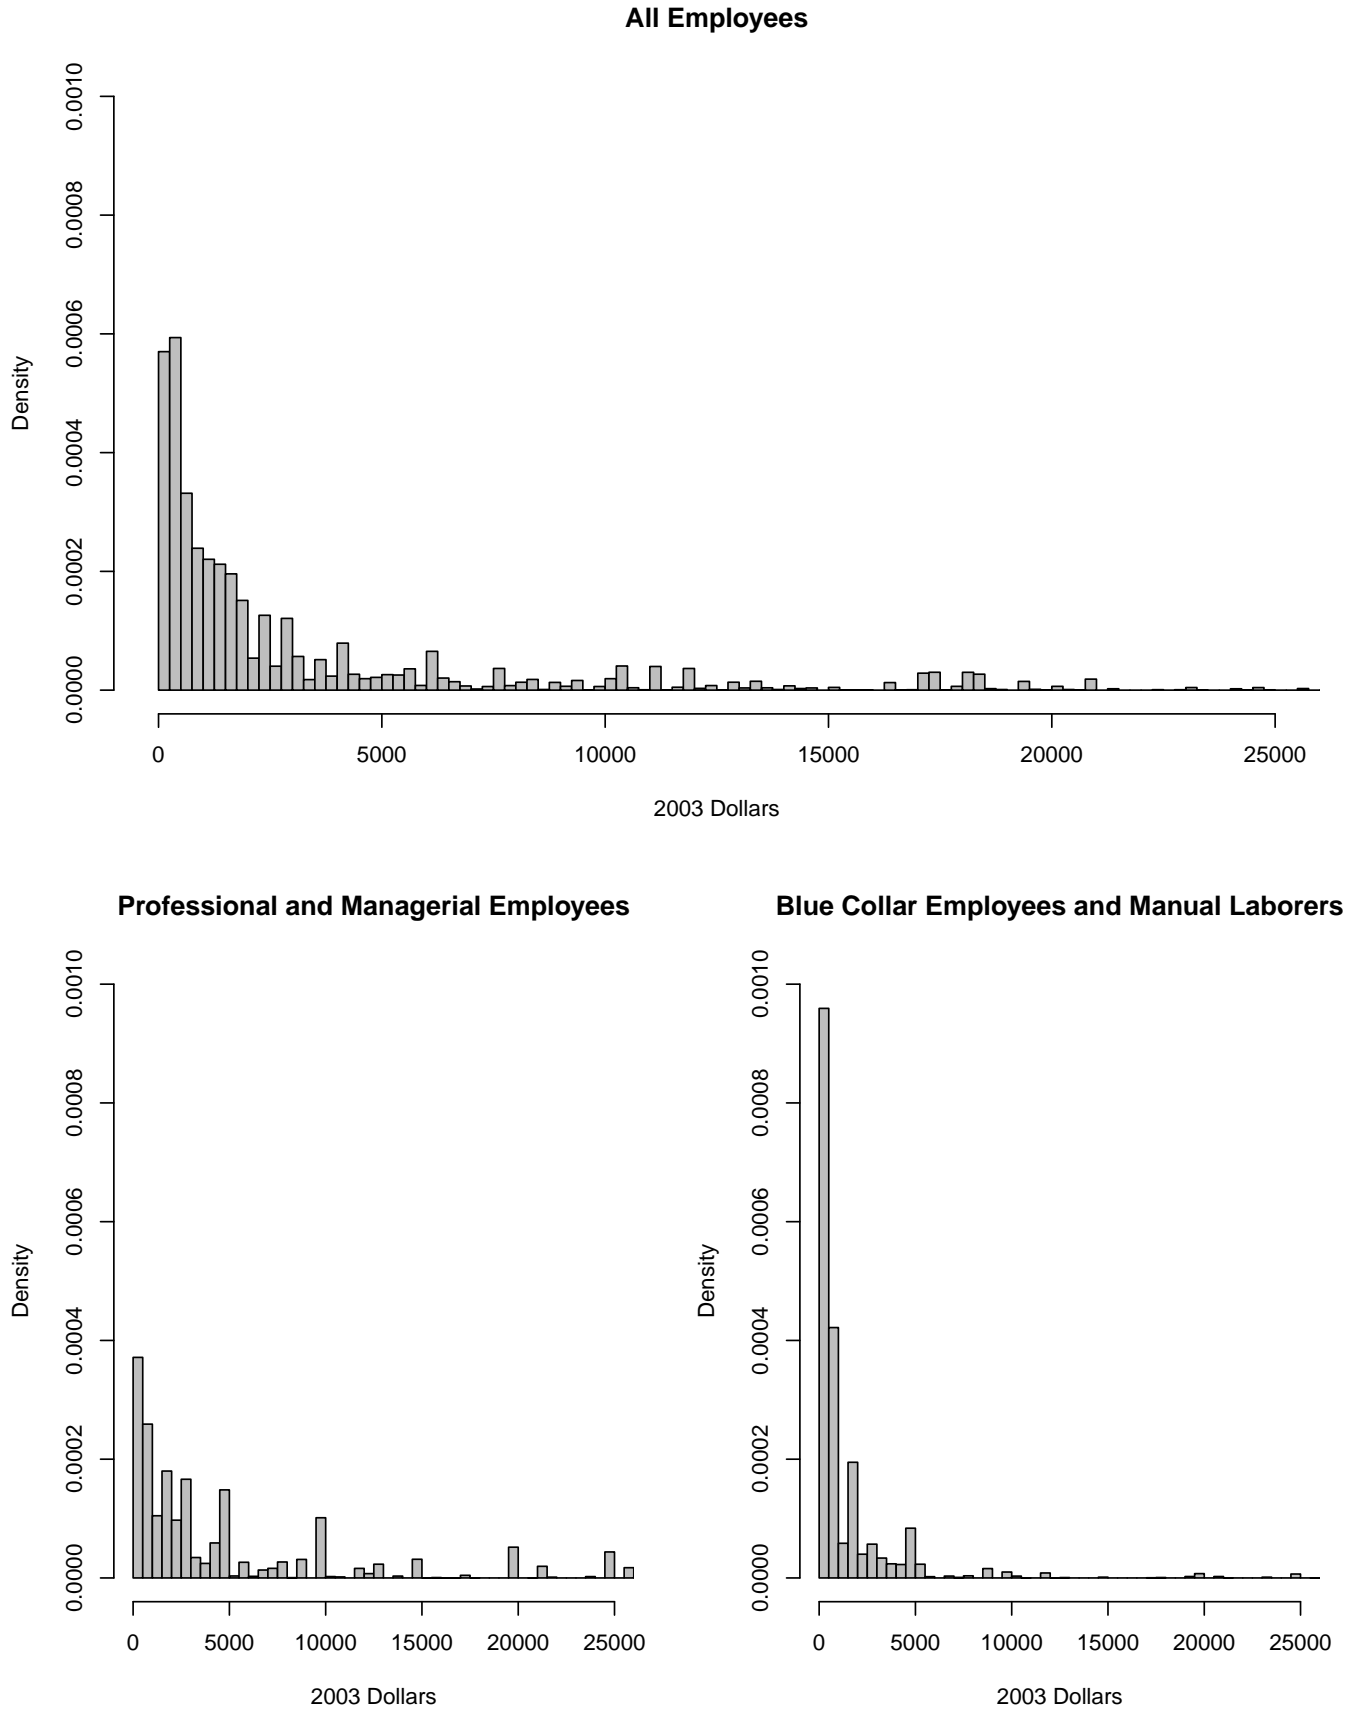 All Employees
0.0010
0.0008
0.0006
0.0004
0.0002
0.0000
Density
0 5000 10000 15000 20000 25000
2003 Dollars
Professional and Managerial Employees
0.0010
0.0008
0.0006
0.0004
0.0002
0.0000
Density
0 5000 10000 15000 20000 25000
2003 Dollars
Blue Collar Employees and Manual Laborers
0.0010
0.0008
0.0006
0.0004
0.0002
0.0000
Density
0 5000 10000 15000 20000 25000
2003 Dollars